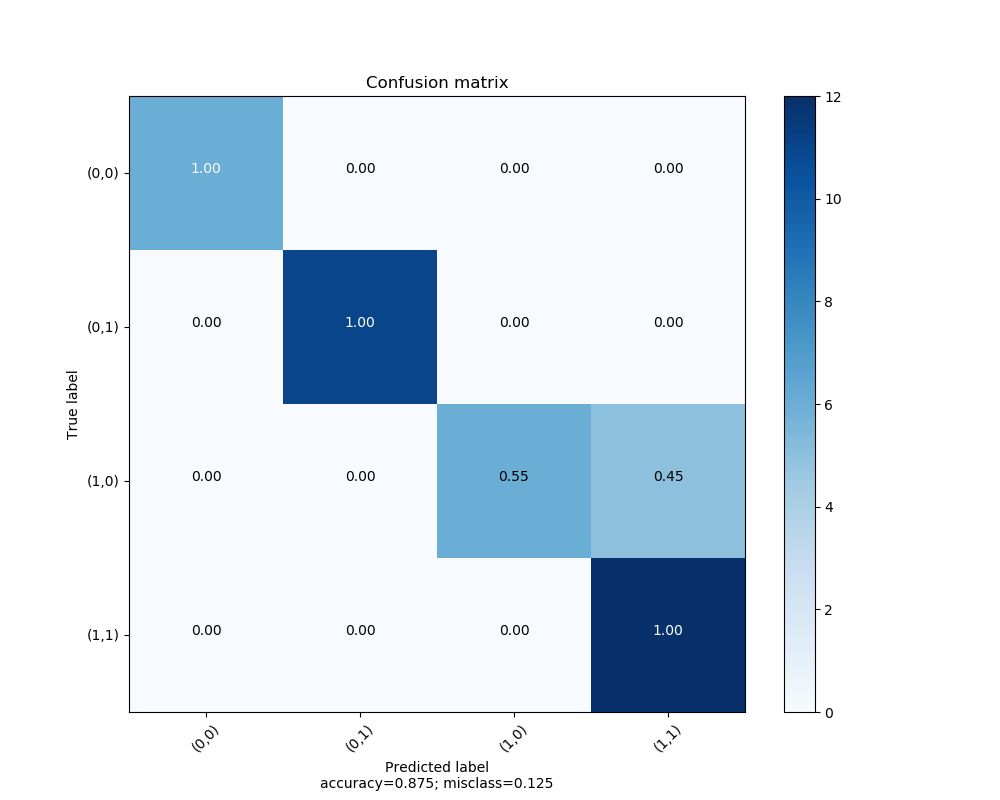 Confusion matrix
(0,0) 1.00 0.00 0.00 0.00
(0,1) 0.00 1.00 0.00 0.00
(1,0) 0.00 0.00 0.55 0.45
(1,1) 0.00 0.00 0.00 1.00
True label
(0,0) (0,1) (1,0) (1,1)
Predicted label
accuracy=0.875; misclass=0.125
12
10
8
6
4
2
0